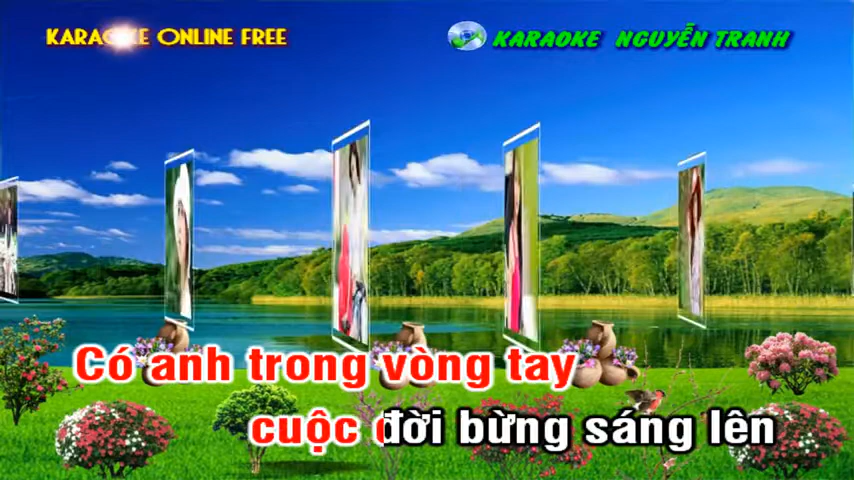 KARAOKE ONLINE FREE
KARAOKE NGUYỄN TRANH
Có anh trong vòng tay
cuộc đời bừng sáng lên